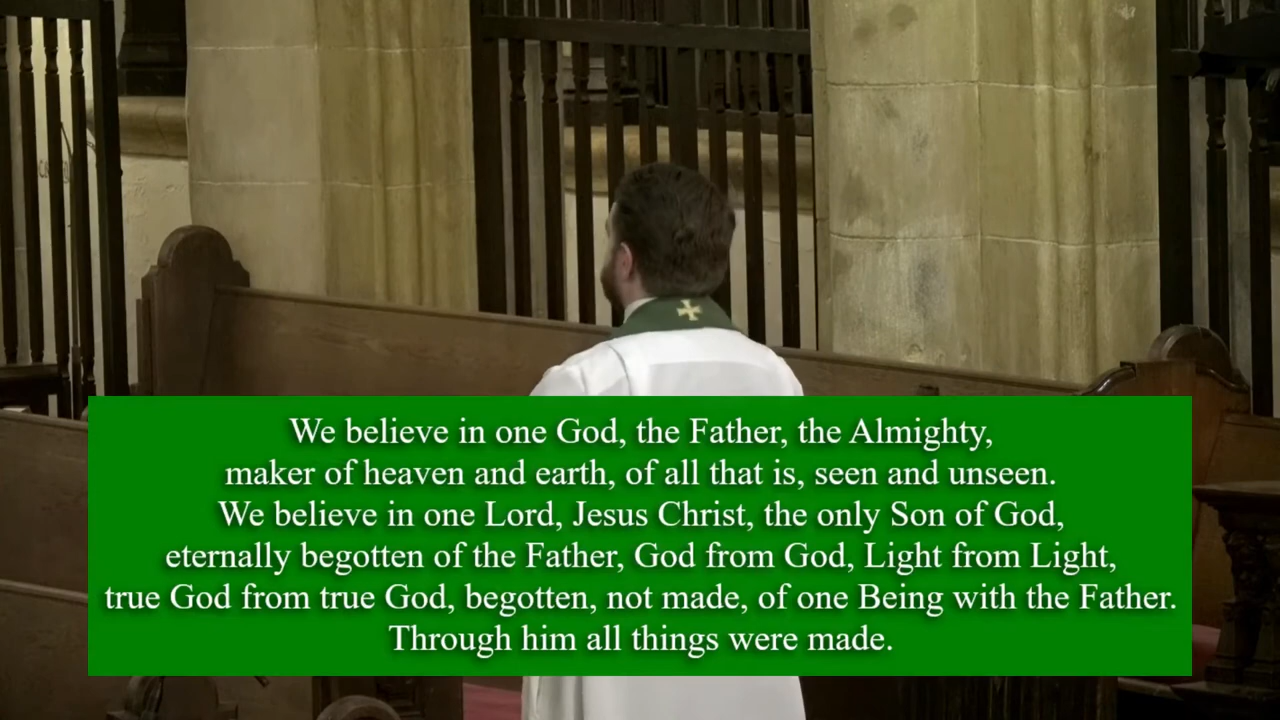 We believe in one God, the Father, the Almighty,
maker of heaven and earth, of all that is, seen and unseen.
We believe in one Lord, Jesus Christ, the only Son of God,
eternally begotten of the Father, God from God, Light from Light,
true God from true God, begotten, not made, of one Being with the Father.
Through him all things were made.